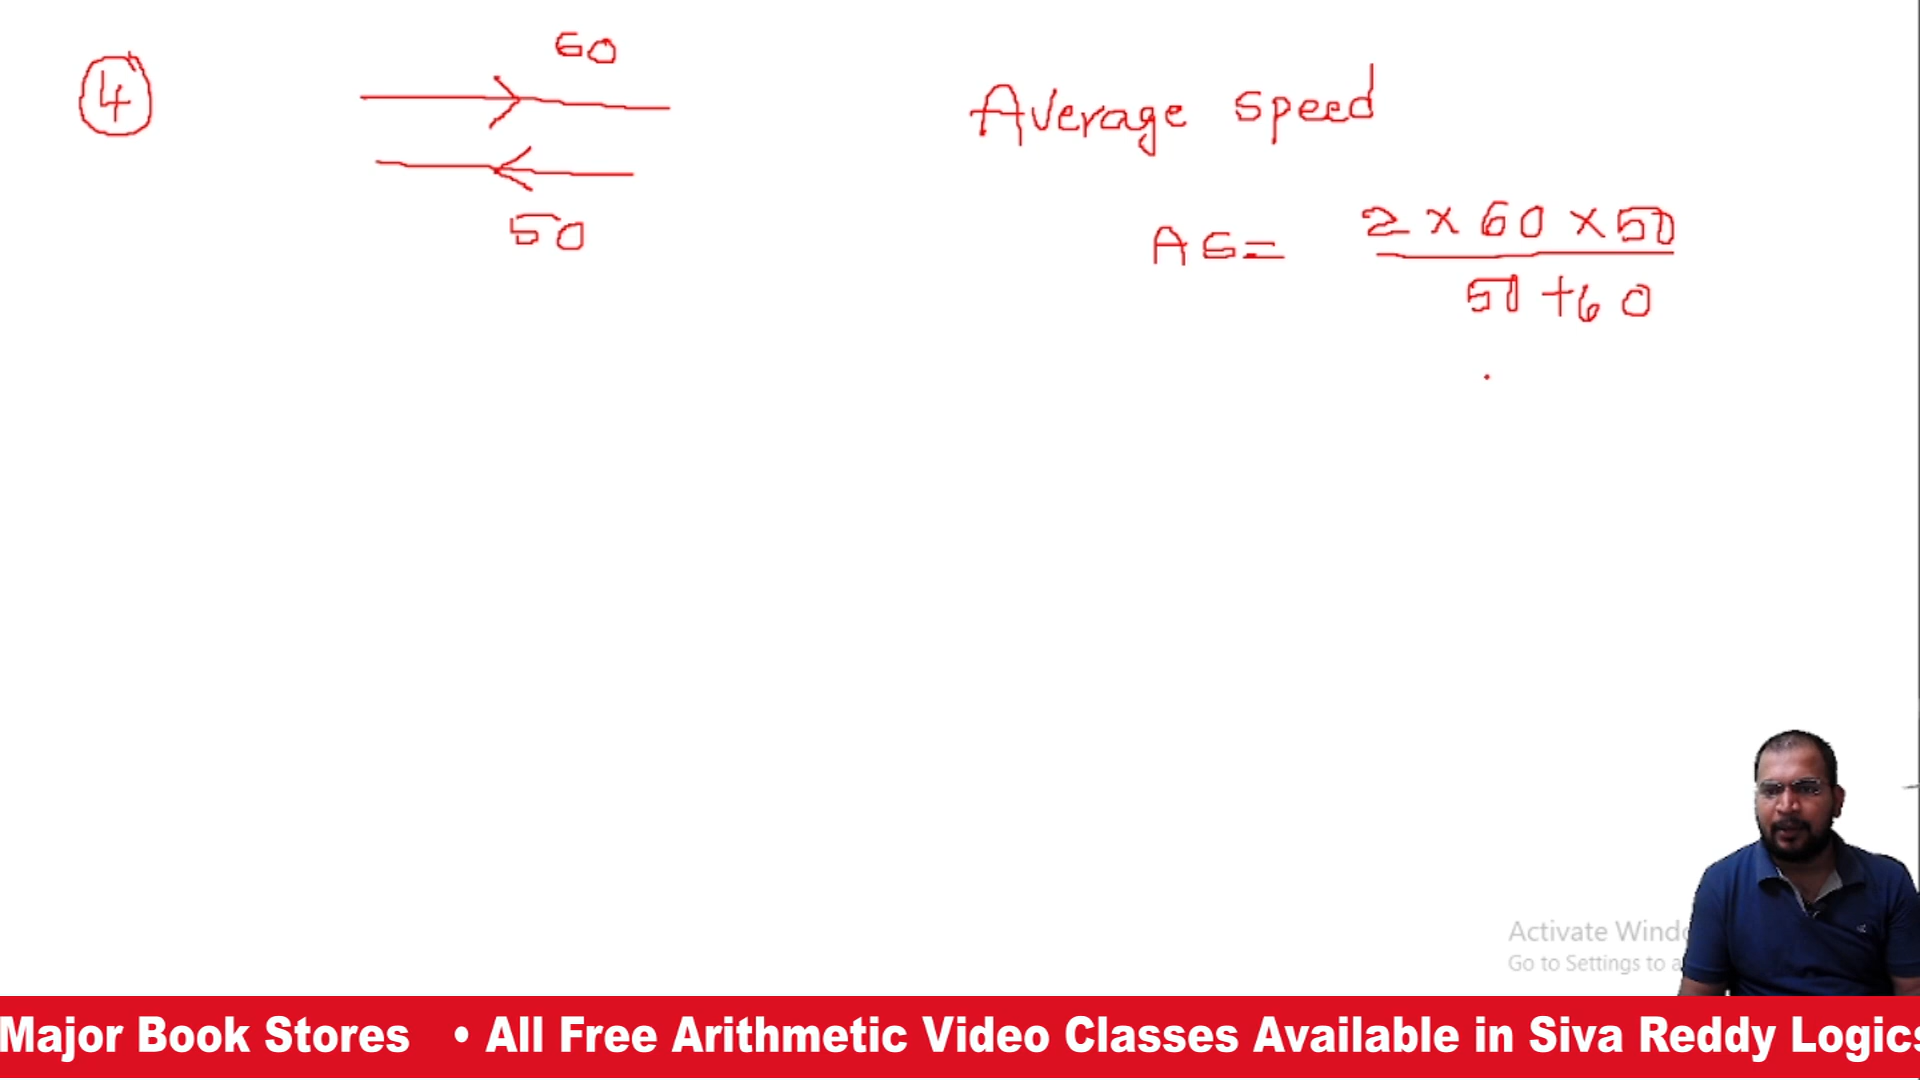 4
60
50
Average speed
AS= 2 × 60 × 50
50 + 60
Activate Wind
Go to Settings to a
Major Book Stores • All Free Arithmetic Video Classes Available in Siva Reddy Logics